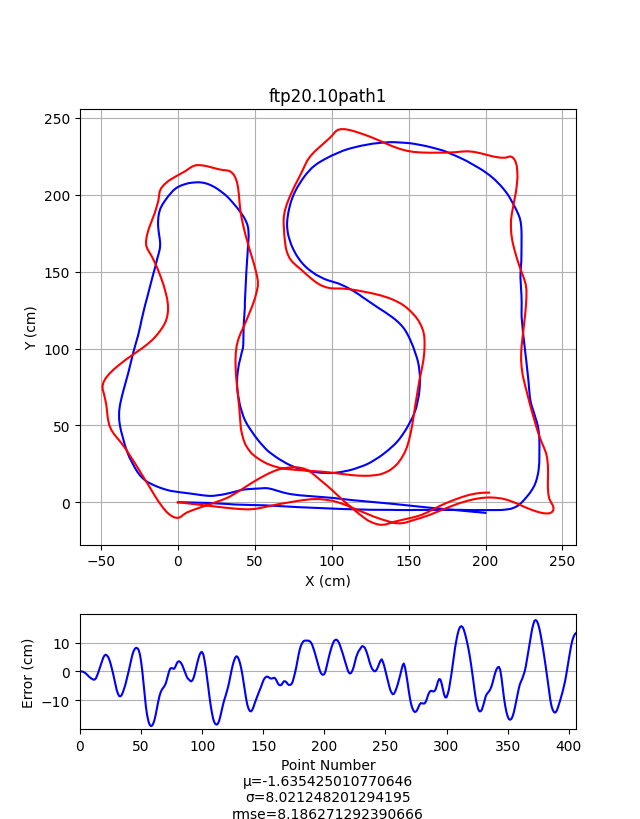 ftp20.10path1
250
200
150
100
50
0
Y (cm)
−50 0 50 100 150 200 250
X (cm)
10
0
−10
Error (cm)
0 50 100 150 200 250 300 350 400
Point Number
μ=-1.635425010770646
σ=8.021248201294195
rmse=8.186271292390666